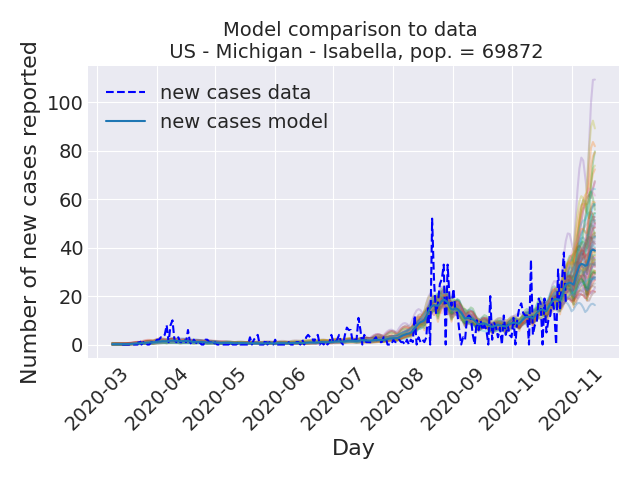 Model comparison to data
US - Michigan - Isabella, pop. = 69872
Number of new cases reported
100
80
60
40
20
0
new cases data
new cases model
2020-03
2020-04
2020-05
2020-06
2020-07
2020-08
2020-09
2020-10
2020-11
Day